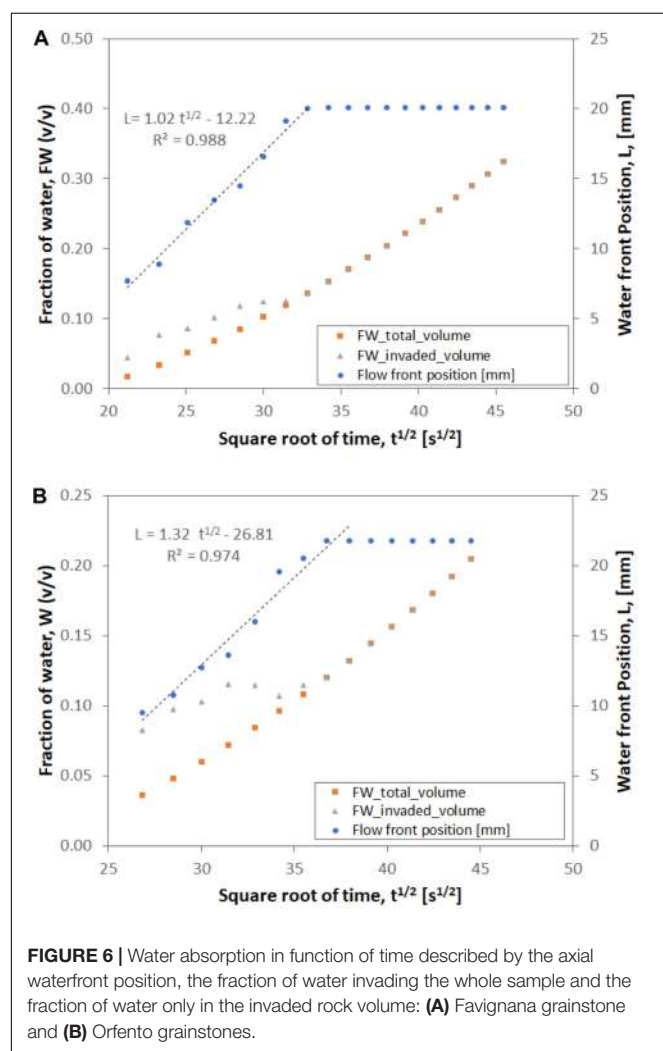 A
0.50
0.40
0.30
0.20
0.10
0.00
Fraction of water, FW (v/v)
25
20
15
10
5
0
Water front Position, L, [mm]
L= 1.02 t^1/2 - 12.22
R² = 0.988
FW_total_volume
FW_invaded_volume
Flow front position [mm]
20 25 30 35 40 45 50
Square root of time, t^1/2 [s^1/2]
B
0.25
0.20
0.15
0.10
0.05
0.00
Fraction of water, W (v/v)
25
20
15
10
5
0
Water front Position, L, [mm]
L = 1.32 t^1/2 - 26.81
R² = 0.974
FW_total_volume
FW_invaded_volume
Flow front position [mm]
25 30 35 40 45 50
Square root of time, t^1/2 [s^1/2]
FIGURE 6 | Water absorption in function of time described by the axial
waterfront position, the fraction of water invading the whole sample and the
fraction of water only in the invaded rock volume: (A) Favignana grainstone
and (B) Orfento grainstones.